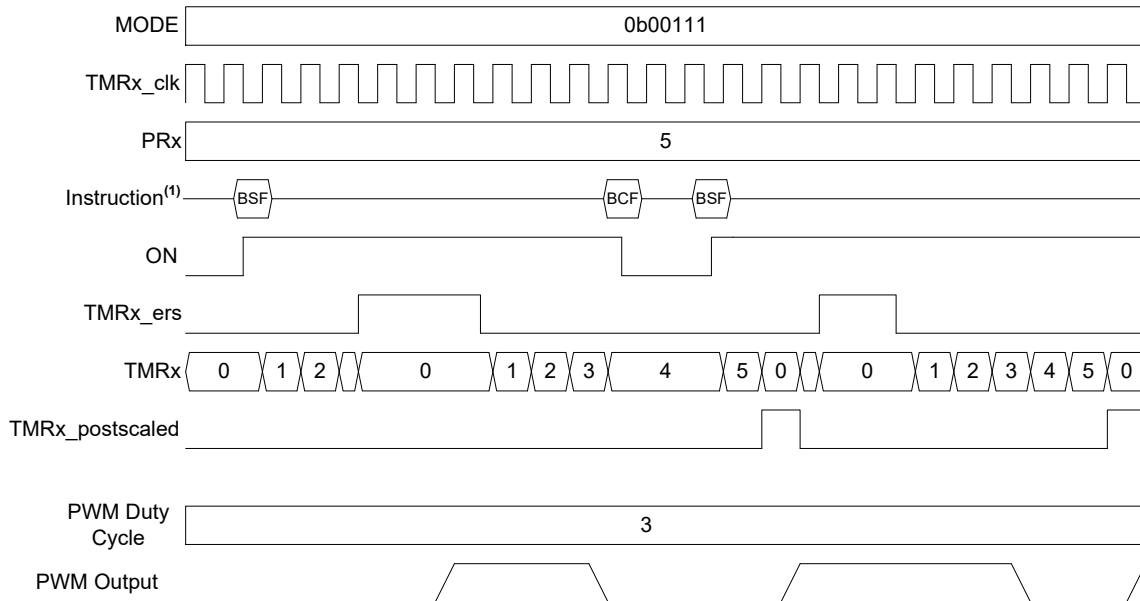 MODE 0b00111
TMRx_clk
PRx 5
Instruction(1) BSF BCF BSF
ON
TMRx_ers
TMRx 0 1 2 0 1 2 3 4 5 0 0 1 2 3 4 5 0
TMRx_postscaled
PWM Duty
Cycle
3
PWM Output